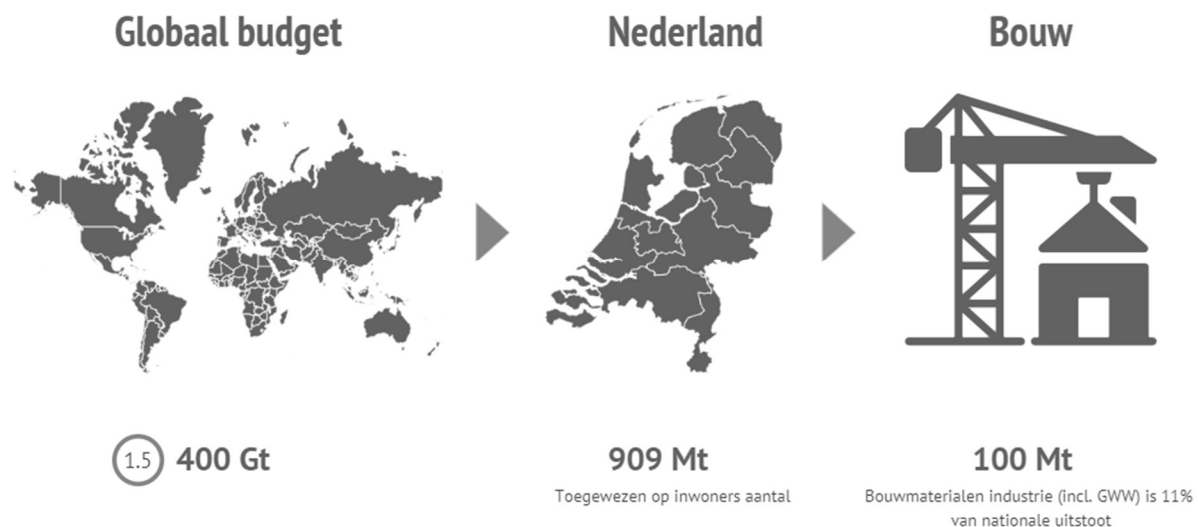 Globaal budget
Nederland
Bouw
1.5 400 Gt
909 Mt
Toegewezen op inwoners aantal
100 Mt
Bouwmaterialen industrie (incl. GWW) is 11%
van nationale uitstoot